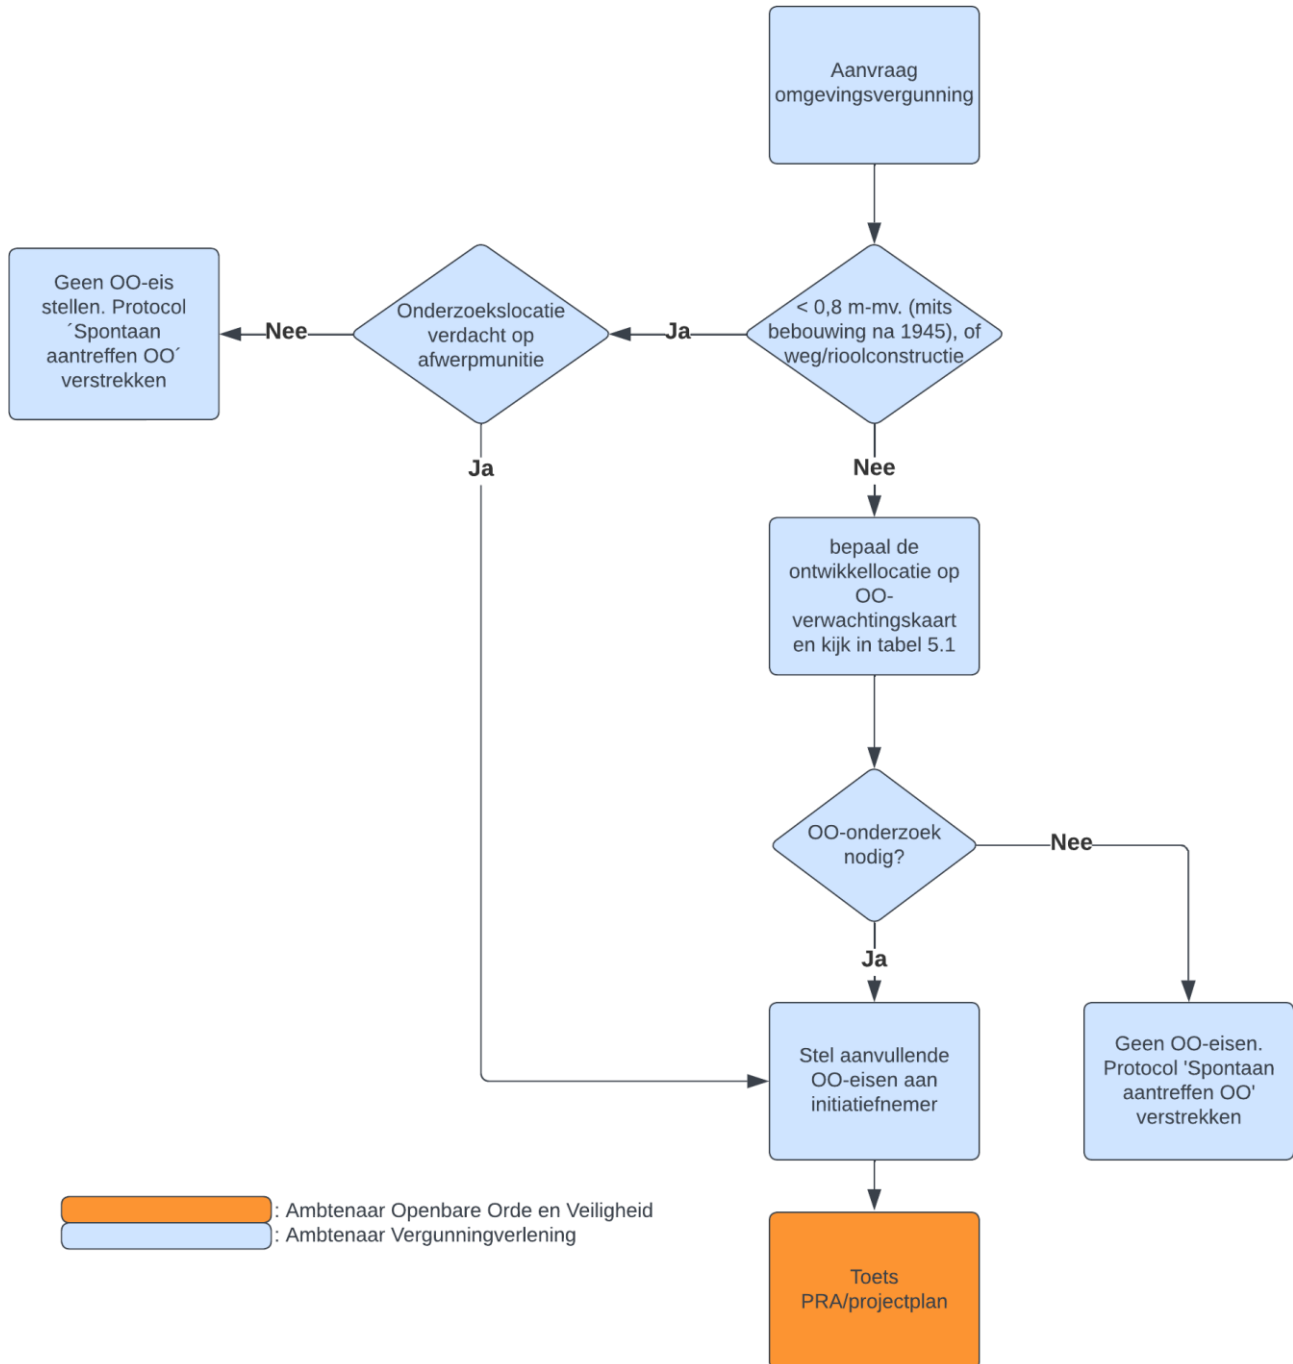 Aanvraag
omgevingsvergunning
Geen OO-eis
stellen. Protocol
´Spontaan
aantreffen OO´
verstrekken
Nee
Onderzoekslocatie
verdacht op
afwerpmunitie
Ja
< 0,8 m-mv. (mits
bebouwing na 1945), of
weg/rioolconstructie
Ja
Nee
bepaal de
ontwikkellocatie op
OO-
verwachtingskaart
en kijk in tabel 5.1
OO-onderzoek
nodig?
Nee
Ja
Stel aanvullende
OO-eisen aan
initiatiefnemer
Geen OO-eisen.
Protocol 'Spontaan
aantreffen OO'
verstrekken
: Ambtenaar Openbare Orde en Veiligheid
: Ambtenaar Vergunningverlening
Toets
PRA/projectplan